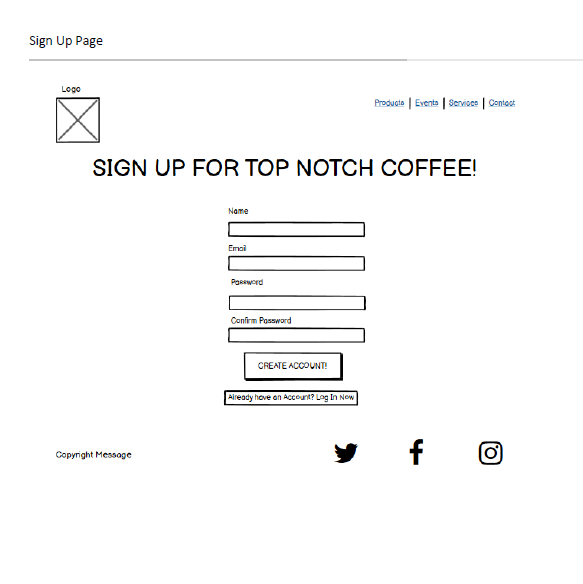 Sign Up Page
Logo
Products | Events | Services | Contact
SIGN UP FOR TOP NOTCH COFFEE!
Name
Email
Password
Confirm Password
CREATE ACCOUNT!
Already have an Account? Log In Now
Copyright Message